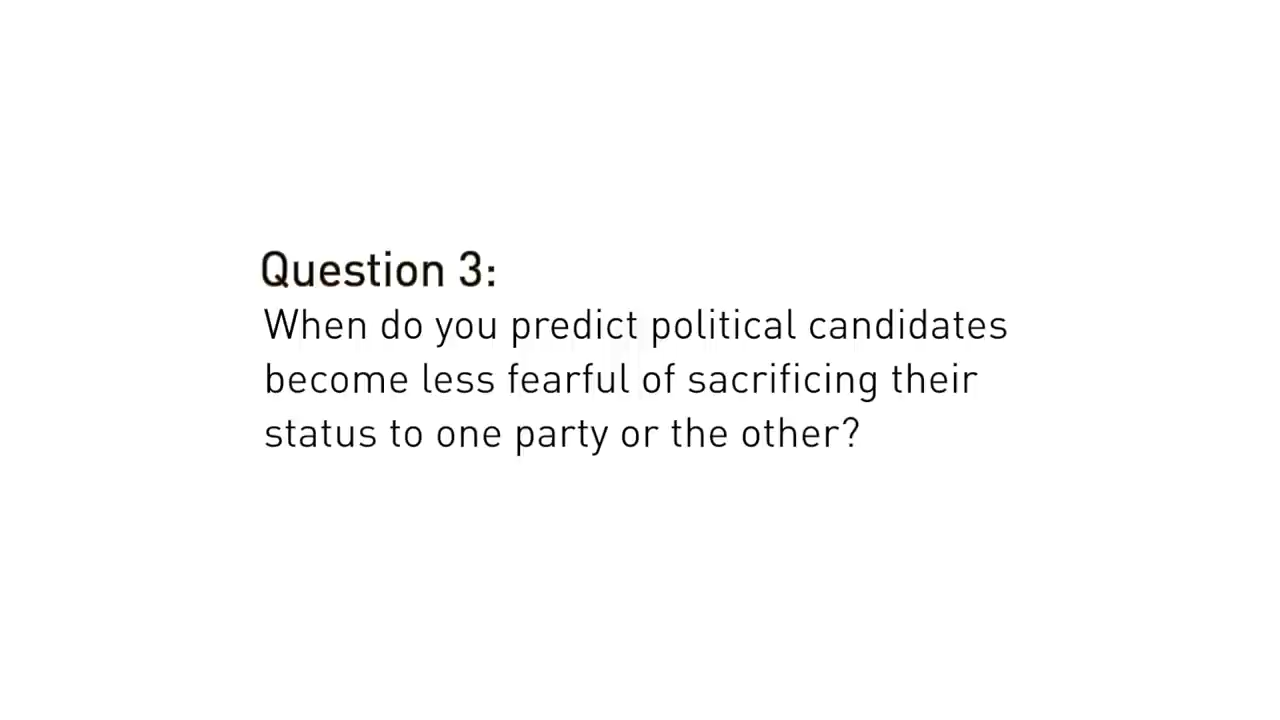 Question 3:
When do you predict political candidates
become less fearful of sacrificing their
status to one party or the other?